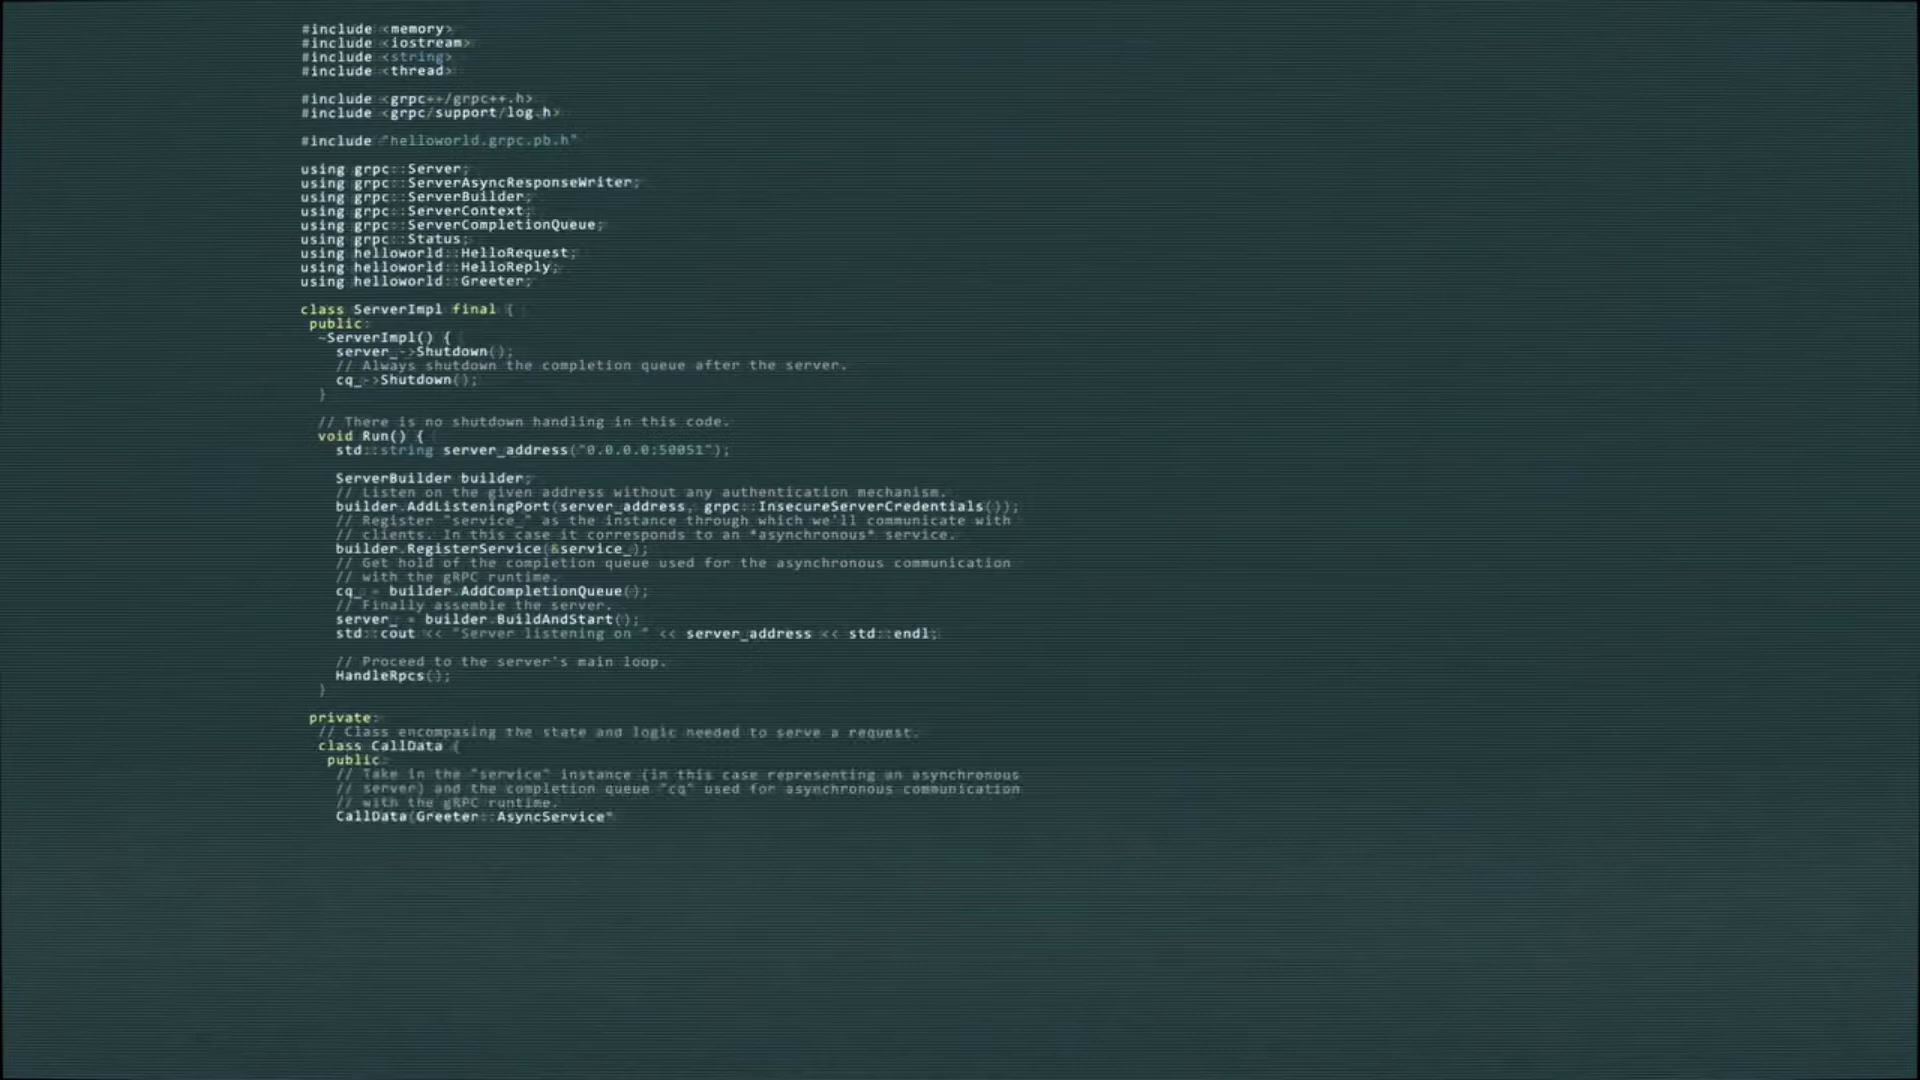 #include <memory>
#include <iostream>
#include <string>
#include <thread>
#include <grpc++/grpc++.h>
#include <grpc/support/log.h>
#include "helloworld.grpc.pb.h"
using grpc::Server;
using grpc::ServerAsyncResponseWriter;
using grpc::ServerBuilder;
using grpc::ServerContext;
using grpc::ServerCompletionQueue;
using grpc::Status;
using helloworld::HelloRequest;
using helloworld::HelloReply;
using helloworld::Greeter;
class ServerImpl final {
public:
~ServerImpl() {
server_->Shutdown();
// Always shutdown the completion queue after the server.
cq_->Shutdown();
}
// There is no shutdown handling in this code.
void Run() {
std::string server_address("0.0.0.0:50051");
ServerBuilder builder;
// Listen on the given address without any authentication mechanism.
builder.AddListeningPort(server_address, grpc::InsecureServerCredentials());
// Register "service_" as the instance through which we'll communicate with
// clients. In this case it corresponds to an *asynchronous* service.
builder.RegisterService(&service_);
// Get hold of the completion queue used for the asynchronous communication
// with the gRPC runtime.
cq_ = builder.AddCompletionQueue();
// Finally assemble the server.
server_ = builder.BuildAndStart();
std::cout << "Server listening on " << server_address << std::endl;
// Proceed to the server's main loop.
HandleRpcs();
}
private:
// Class encompasing the state and logic needed to serve a request.
class CallData {
public:
// Take in the "service" instance (in this case representing an asynchronous
// server) and the completion queue "cq" used for asynchronous communication
// with the gRPC runtime.
CallData(Greeter::AsyncService*